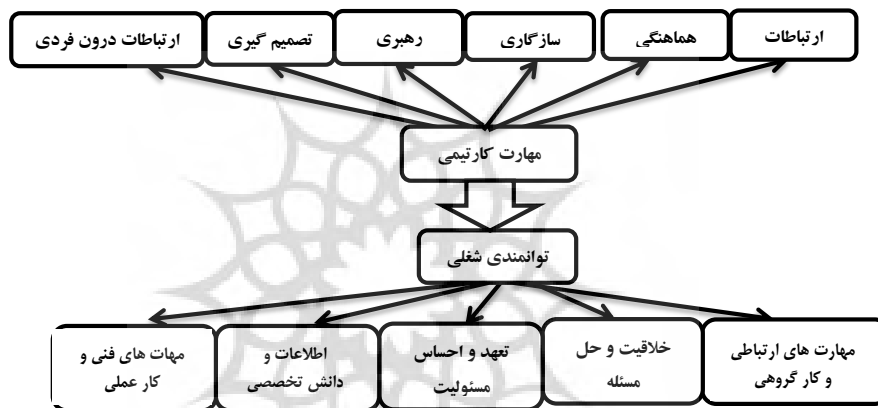 ارتباطات
هماهنگی
سازگاری
رهبری
تصمیم گیری
ارتباطات درون فردی
مهارت کارتیمی
توانمندی شغلی
مهارت های ارتباطی
و کار گروهی
خلاقیت و حل
مسئله
تعهد و احساس
مسئولیت
اطلاعات و
دانش تخصصی
مهات های فنی و
کار عملی